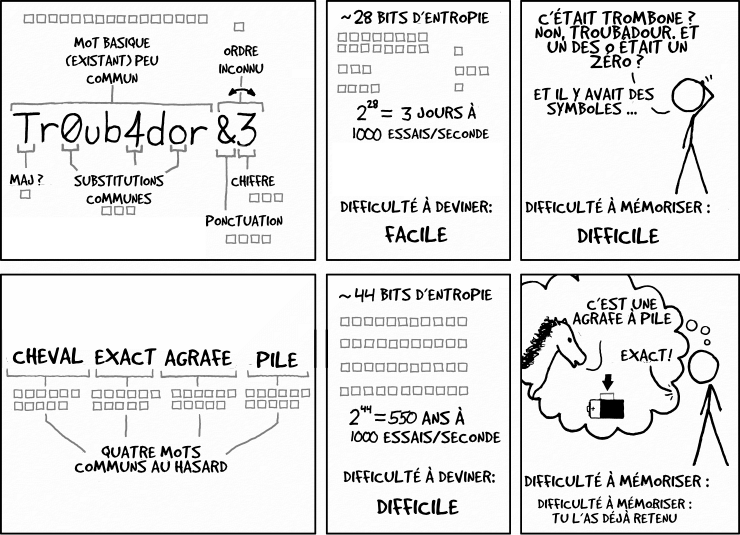 MOT BASIQUE
(EXISTANT) PEU
COMMUN
ORDRE
INCONNU
Tr0ub4dor &3
MAJ ?
SUBSTITUTIONS
COMMUNES
CHIFFRE
PONCTUATION
~28 BITS D'ENTROPIE
2^28 = 3 JOURS À
1000 ESSAIS/SECONDE
DIFFICULTÉ À DEVINER:
FACILE
C'ÉTAIT TROMBONE ?
NON, TROUBADOUR. ET
UN DES O ÉTAIT UN
ZÉRO ?
ET IL Y AVAIT DES
SYMBOLES ...
DIFFICULTÉ À MÉMORISER :
DIFFICILE
CHEVAL EXACT AGRAFE PILE
QUATRE MOTS
COMMUNS AU HASARD
~44 BITS D'ENTROPIE
2^44 = 550 ANS À
1000 ESSAIS/SECONDE
DIFFICULTÉ À DEVINER:
DIFFICILE
C'EST UNE
AGRAFE À PILE
EXACT!
+
DIFFICULTÉ À MÉMORISER :
DIFFICULTÉ À MÉMORISER :
TU L'AS DÉJÀ RETENU